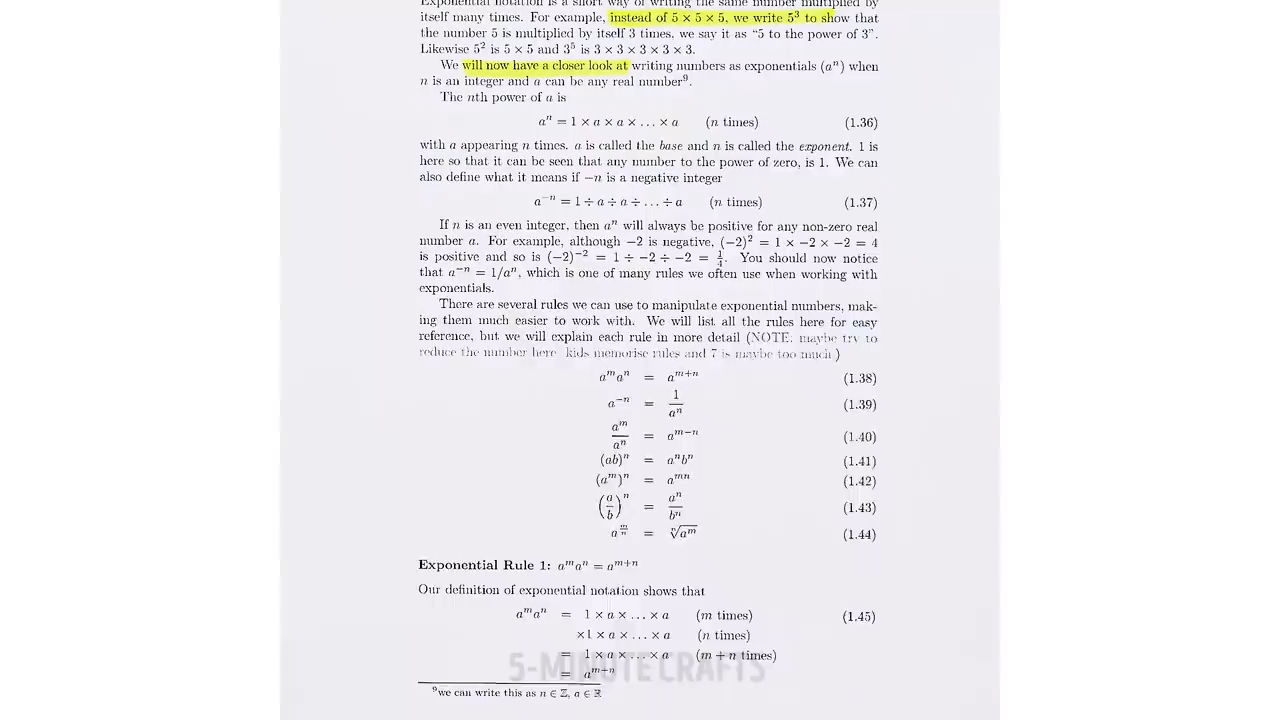 Exponential notation is a short way of writing the same number multiplied by
itself many times. For example, instead of 5 × 5 × 5, we write 5³ to show that
the number 5 is multiplied by itself 3 times, we say it as “5 to the power of 3”.
Likewise 5² is 5 × 5 and 3⁵ is 3 × 3 × 3 × 3 × 3.
We will now have a closer look at writing numbers as exponentials (aⁿ) when
n is an integer and a can be any real number⁹.
The nth power of a is
aⁿ = 1 × a × a × . . . × a (n times) (1.36)
with a appearing n times. a is called the base and n is called the exponent. 1 is
here so that it can be seen that any number to the power of zero, is 1. We can
also define what it means if −n is a negative integer
a⁻ⁿ = 1 ÷ a ÷ a ÷ . . . ÷ a (n times) (1.37)
If n is an even integer, then aⁿ will always be positive for any non-zero real
number a. For example, although −2 is negative, (−2)² = 1 × −2 × −2 = 4
is positive and so is (−2)⁻² = 1 ÷ −2 ÷ −2 = 1/4. You should now notice
that a⁻ⁿ = 1/aⁿ, which is one of many rules we often use when working with
exponentials.
There are several rules we can use to manipulate exponential numbers, mak-
ing them much easier to work with. We will list all the rules here for easy
reference, but we will explain each rule in more detail (NOTE: maybe try to
reduce the number here kids memorise rules and 7 is maybe too much )
aᵐaⁿ = aᵐ⁺ⁿ (1.38)
a⁻ⁿ = 1/aⁿ (1.39)
aᵐ/aⁿ = aᵐ⁻ⁿ (1.40)
(ab)ⁿ = aⁿbⁿ (1.41)
(aᵐ)ⁿ = aᵐⁿ (1.42)
(a/b)ⁿ = aⁿ/bⁿ (1.43)
a^(m/n) = ⁿ√aᵐ (1.44)
Exponential Rule 1: aᵐaⁿ = aᵐ⁺ⁿ
Our definition of exponential notation shows that
aᵐaⁿ = 1 × a × . . . × a (m times) (1.45)
×1 × a × . . . × a (n times)
= 1 × a × . . . × a (m + n times)
5-MINUTE CRAFTS
= aᵐ⁺ⁿ
⁹we can write this as n ∈ ℤ, a ∈ ℝ